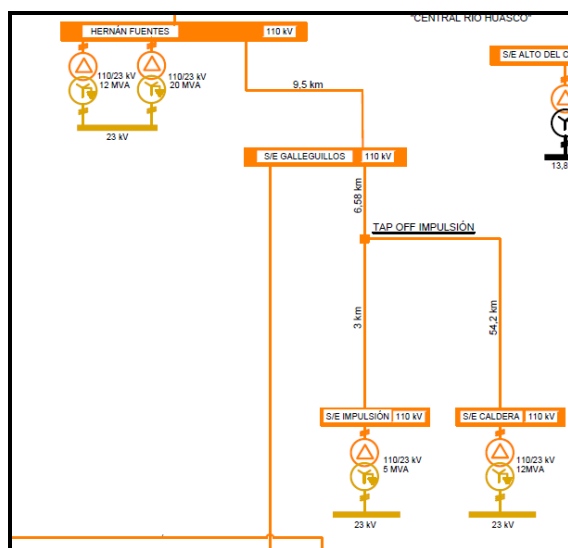 "CENTRAL RIO HUASCO"
HERNÁN FUENTES
110 kV
110/23 kV
12 MVA
110/23 kV
20 MVA
23 kV
9,5 km
S/E ALTO DEL C
13,8
S/E GALLEGUILLOS
110 kV
6,58 km
TAP OFF IMPULSIÓN
3 km
54,2 km
S/E IMPULSIÓN
110 kV
S/E CALDERA
110 kV
110/23 kV
5 MVA
110/23 kV
12MVA
23 kV
23 kV